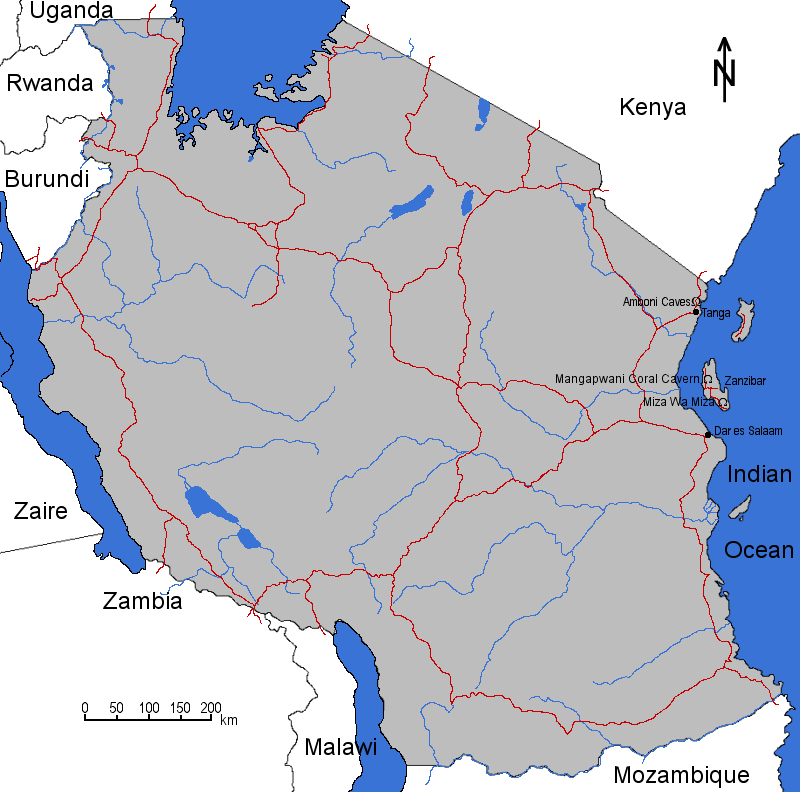 Uganda
Rwanda
N
Kenya
Burundi
Amboni Caves Ω
Tanga
Mangapwani Coral Cavern Ω
Zanzibar
Miza Wa Miza Ω
Dar es Salaam
Indian
Zaire
Ocean
Zambia
0 50 100 150 200
km
Malawi
Mozambique